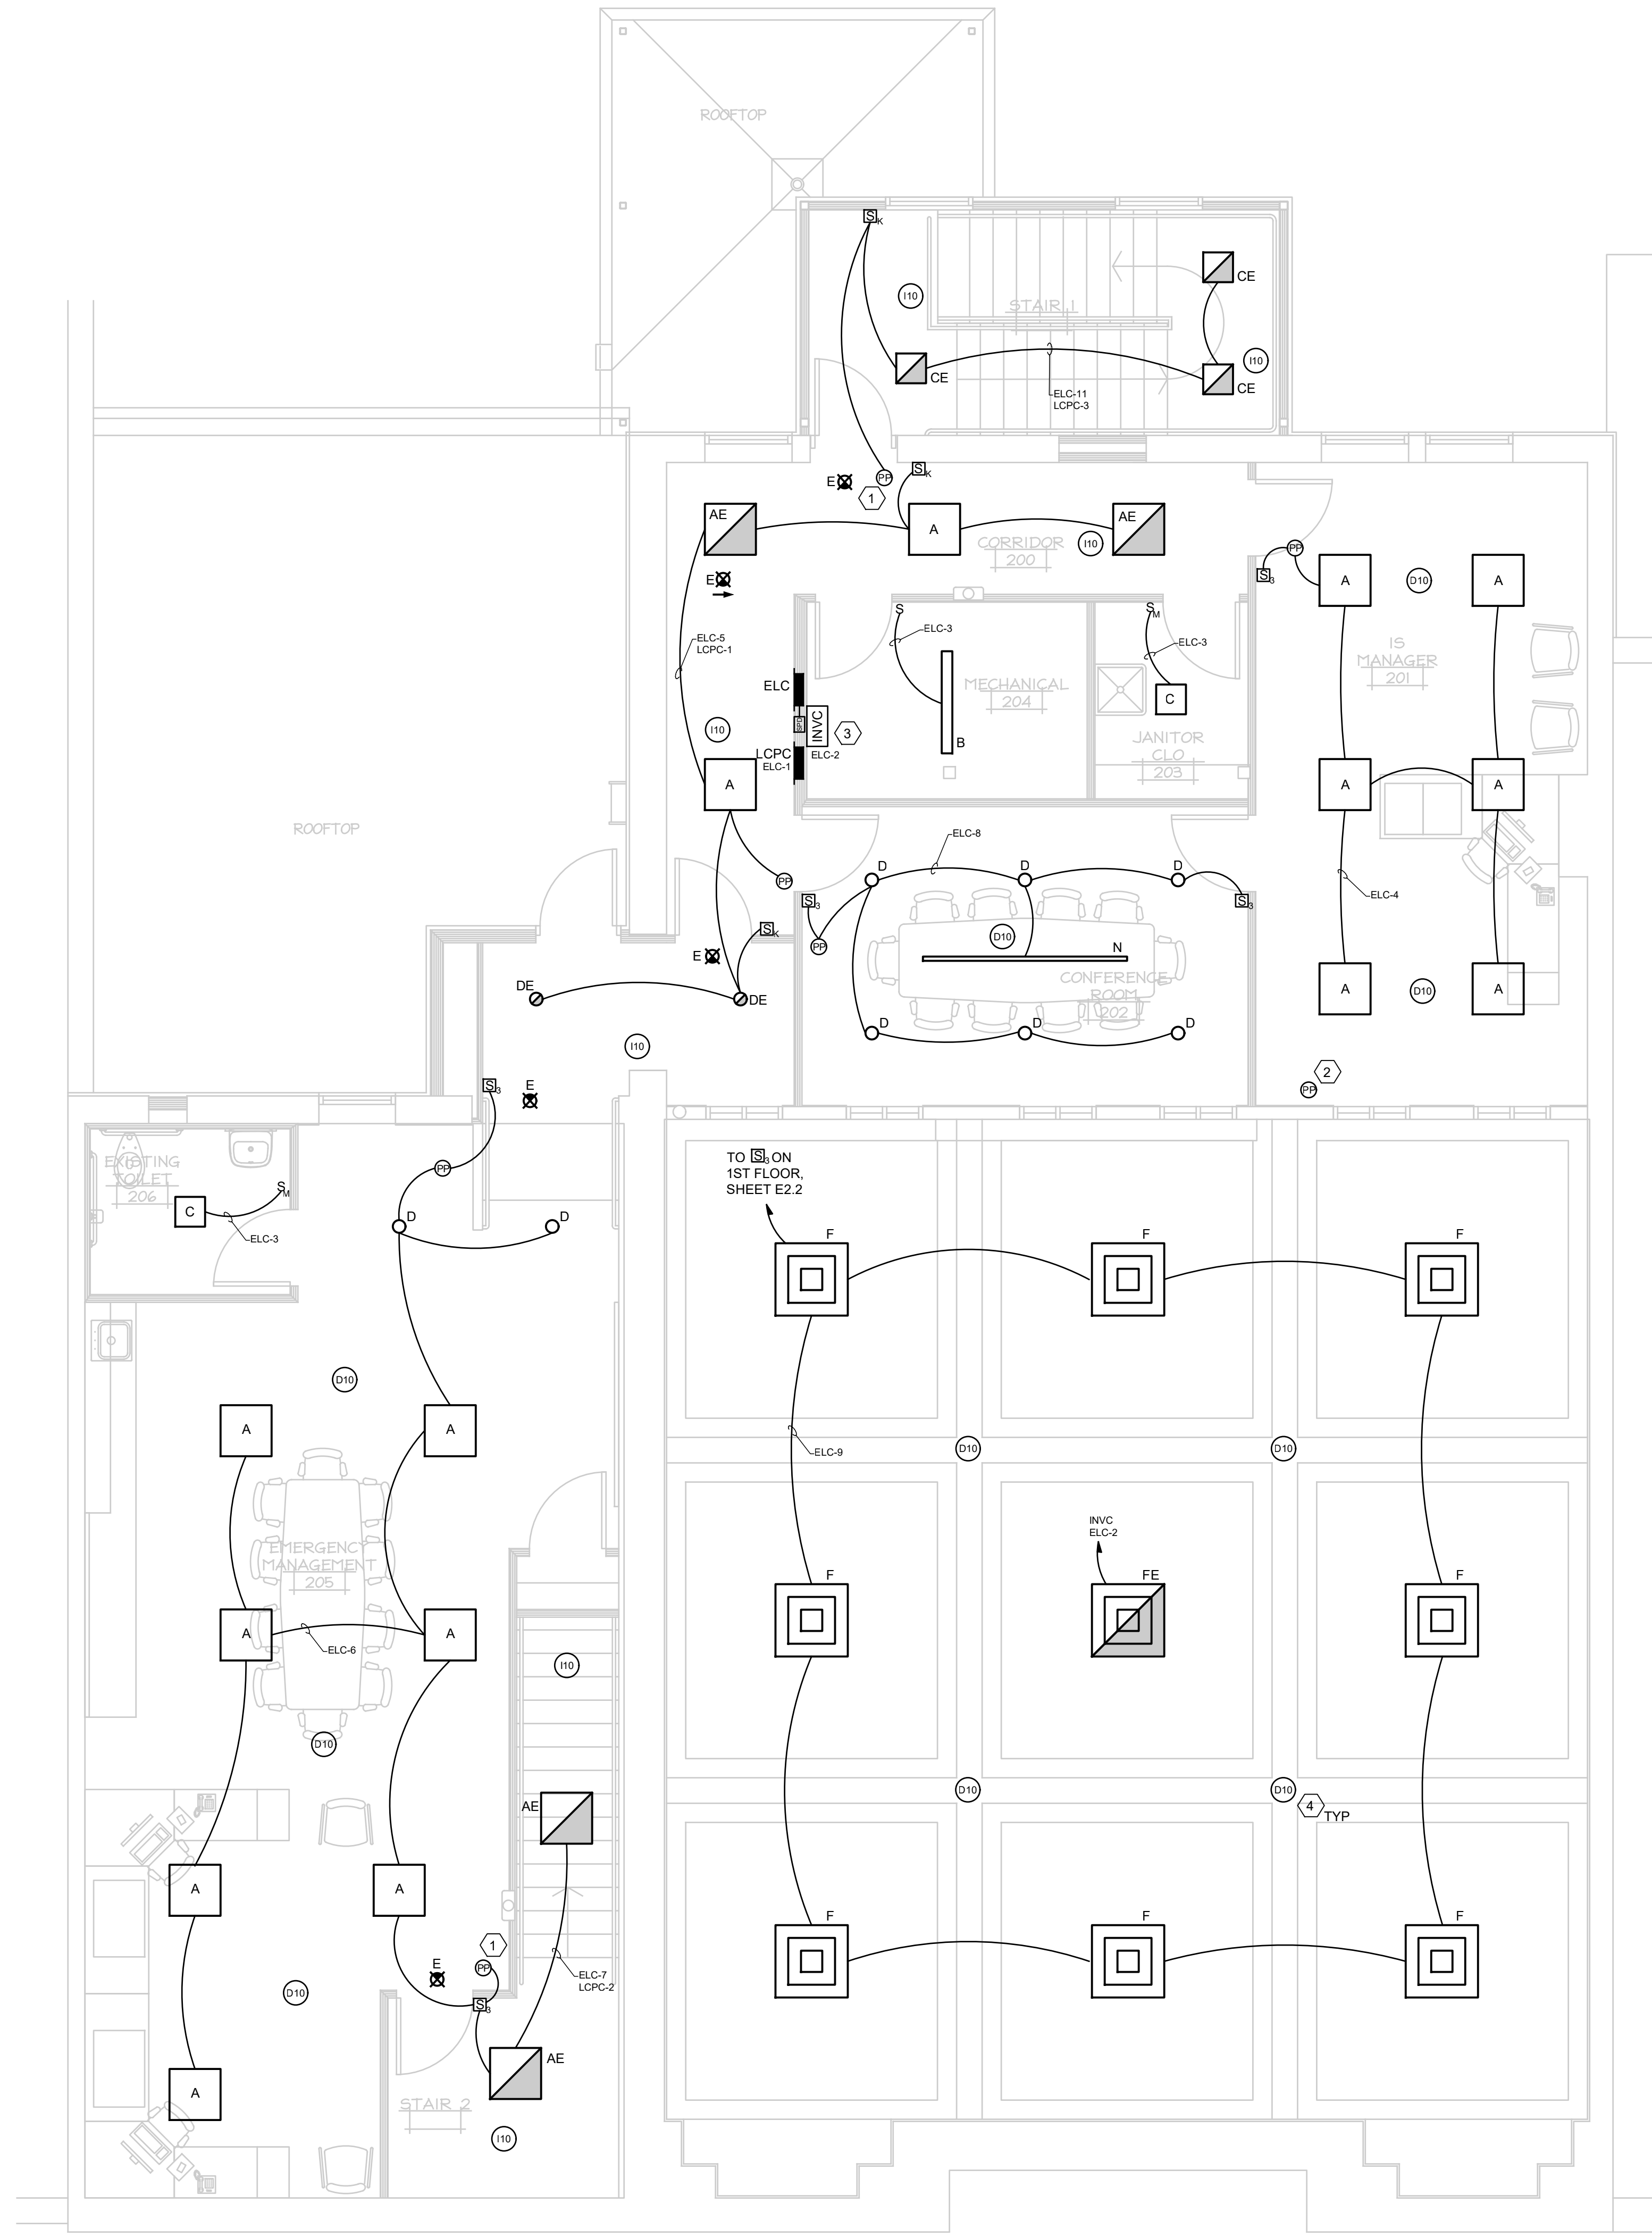 ROOFTOP
S K
CE
I10
STAIR 1
CE
I10
CE
ELC-11
LCPC-3
S K
E
PP
1
AE
A
AE
CORRIDOR
200
I10
PP
S 3
A
D10
A
E
S
ELC-3
S M
ELC-3
ELC-5
LCPC-1
IS
MANAGER
201
ELC
MECHANICAL
204
C
SPD
INVC
3
I10
B
JANITOR
CLO
203
LCPC
ELC-1
ELC-2
A
A
A
ROOFTOP
ELC-8
D
D
D
PP
S 3
S 3
ELC-4
S K
PP
D10
N
E
CONFERENCE
ROOM
202
A
D10
A
DE
DE
D
D
D
I10
S 3
E
2
PP
EXISTING
TOILET
206
PP
TO S 3 ON
1ST FLOOR,
SHEET E2.2
S M
C
ELC-3
D
D
F
F
F
D10
A
A
ELC-9
D10
D10
INVC
ELC-2
EMERGENCY
MANAGEMENT
205
F
FE
F
A
A
ELC-6
I10
D10
D10
D10
4
TYP
AE
A
A
F
F
F
1
E
PP
ELC-7
LCPC-2
D10
S 3
AE
A
STAIR 2
I10